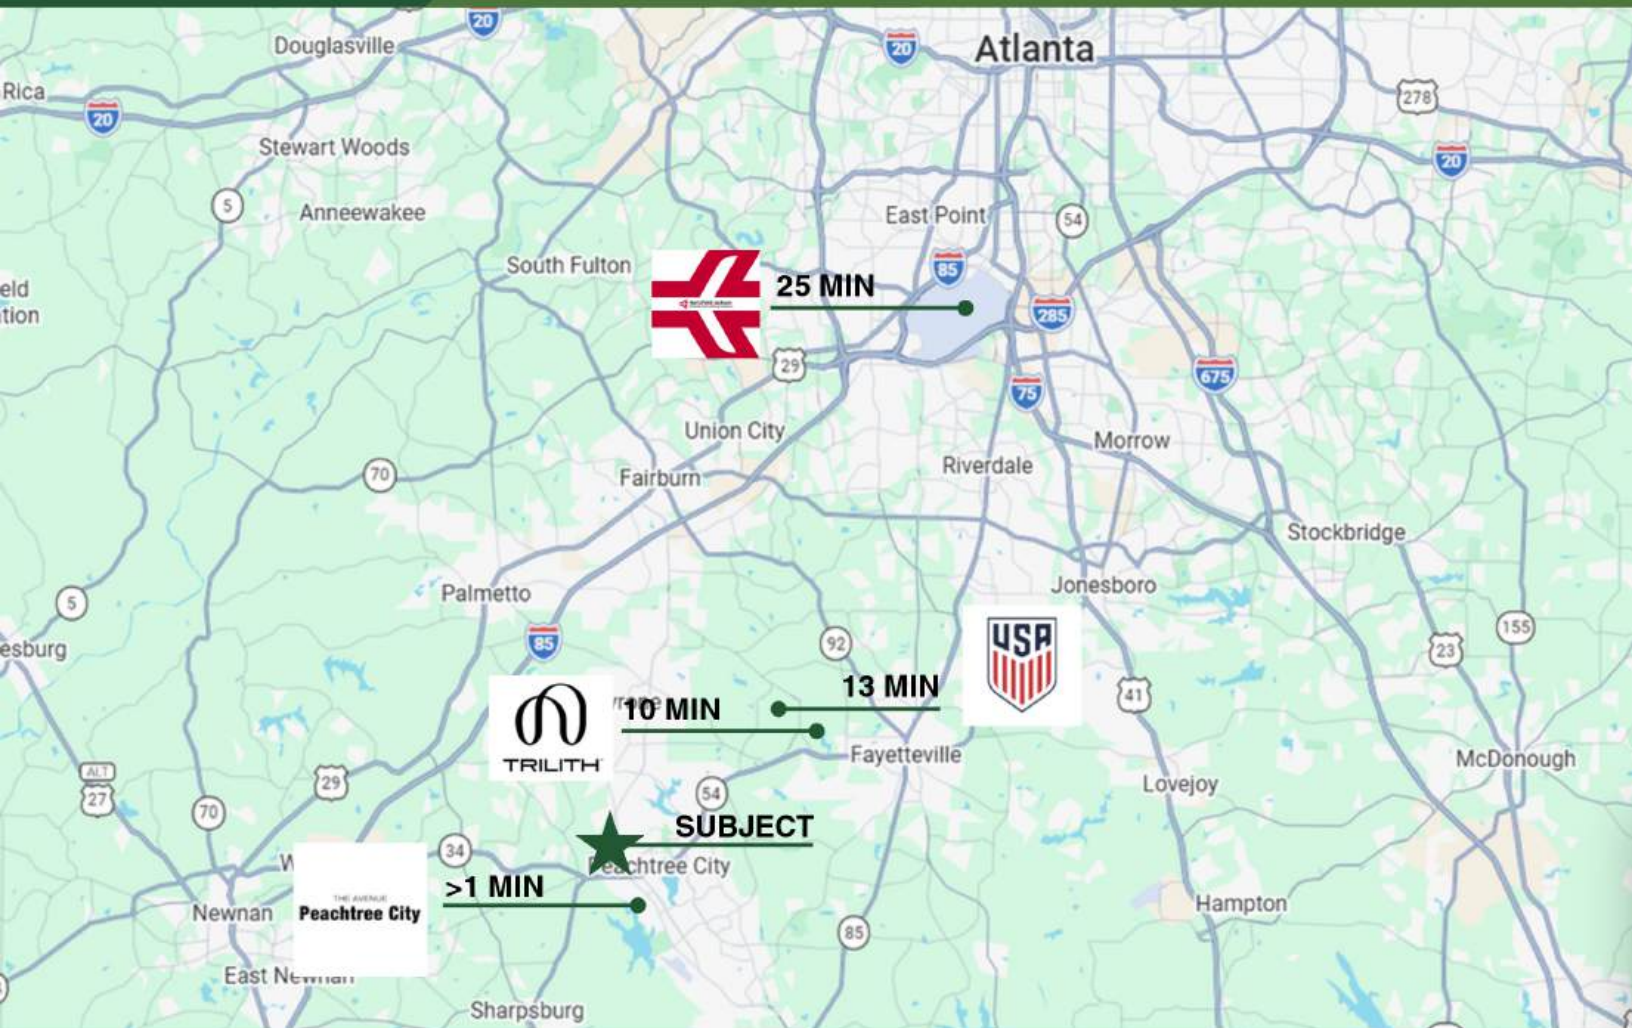 20
Douglasville
20
Atlanta
Rica
20
278
Stewart Woods
20
5
Anneewakee
East Point
54
South Fulton
85
25 MIN
285
29
675
75
Union City
Morrow
Riverdale
70
Fairburn
Stockbridge
Palmetto
Jonesboro
5
USA
155
85
92
23
esburg
13 MIN
41
10 MIN
TRILITH
Fayetteville
McDonough
ALT
27
29
54
Lovejoy
70
SUBJECT
34
Peachtree City
>1 MIN
THE AVENUE
Peachtree City
Newnan
Hampton
85
East Newnan
Sharpsburg